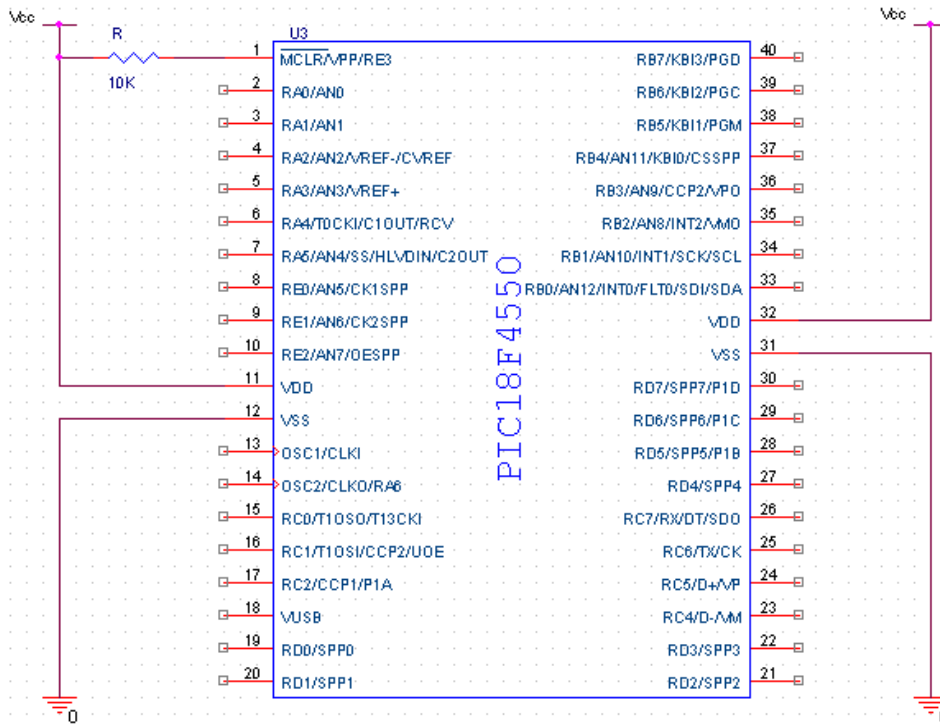 Vcc
Vcc
R
10K
U3
1 MCLR/VPP/RE3
2 RA0/AN0
3 RA1/AN1
4 RA2/AN2/VREF-/CVREF
5 RA3/AN3/VREF+
6 RA4/T0CKI/C1OUT/RCV
7 RA5/AN4/SS/HLVDIN/C2OUT
8 RE0/AN5/CK1SPP
9 RE1/AN6/CK2SPP
10 RE2/AN7/OESPP
11 VDD
12 VSS
13 OSC1/CLKI
14 OSC2/CLKO/RA6
15 RC0/T1OSO/T13CKI
16 RC1/T1OSI/CCP2/UOE
17 RC2/CCP1/P1A
18 VUSB
19 RD0/SPP0
20 RD1/SPP1
PIC18F4550
RB7/KBI3/PGD 40
RB6/KBI2/PGC 39
RB5/KBI1/PGM 38
RB4/AN11/KBI0/CSSPP 37
RB3/AN9/CCP2/VPO 36
RB2/AN8/INT2/VMO 35
RB1/AN10/INT1/SCK/SCL 34
RB0/AN12/INT0/FLT0/SDI/SDA 33
VDD 32
VSS 31
RD7/SPP7/P1D 30
RD6/SPP6/P1C 29
RD5/SPP5/P1B 28
RD4/SPP4 27
RC7/RX/DT/SDO 26
RC6/TX/CK 25
RC5/D+/VP 24
RC4/D-/VM 23
RD3/SPP3 22
RD2/SPP2 21
0